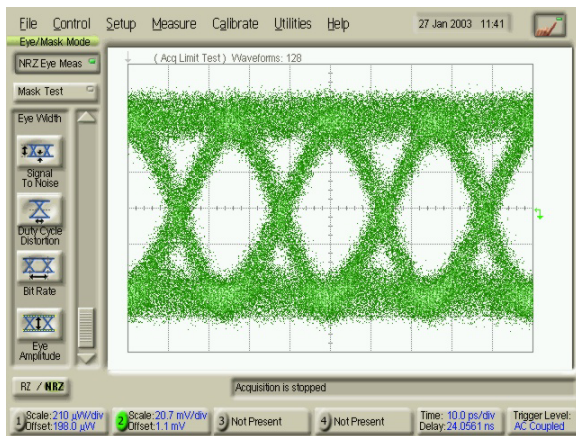 File Control Setup Measure Calibrate Utilities Help 27 Jan 2003 11:41
Eye/Mask Mode
NRZ Eye Meas
( Acq Limit Test ) Waveforms: 128
Mask Test
Eye Width
Signal
To Noise
Duty Cycle
Distortion
Bit Rate
Eye
Amplitude
RZ / NRZ
Acquisition is stopped
1 Scale:210 µW/div
Offset:198.0 µW
2 Scale:20.7 mV/div
Offset:1.1 mV
3 Not Present
4 Not Present
Time: 10.0 ps/div
Delay:24.0561 ns
Trigger Level:
AC Coupled